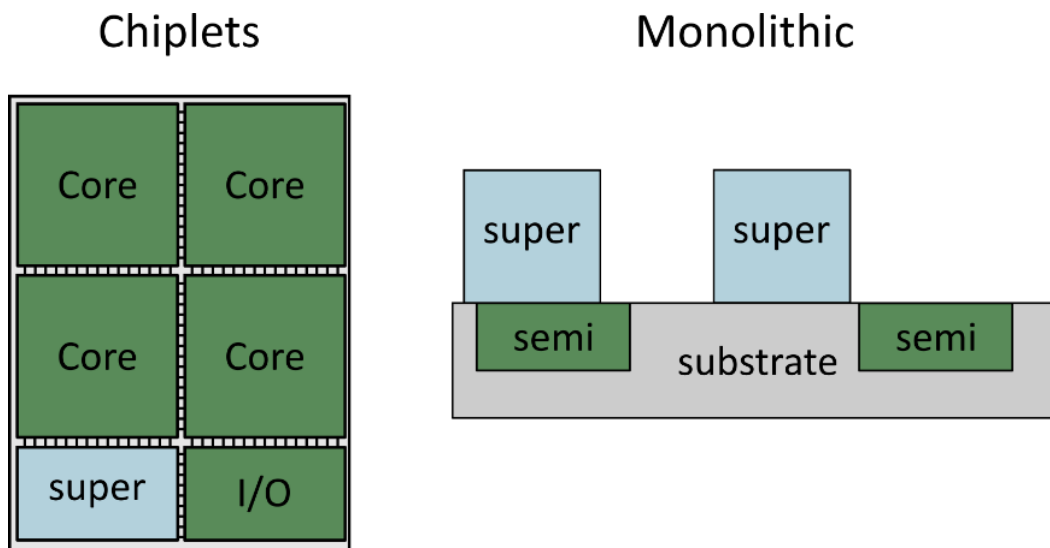 Chiplets
Monolithic
Core Core
Core Core
super I/O
super super
semi semi
substrate